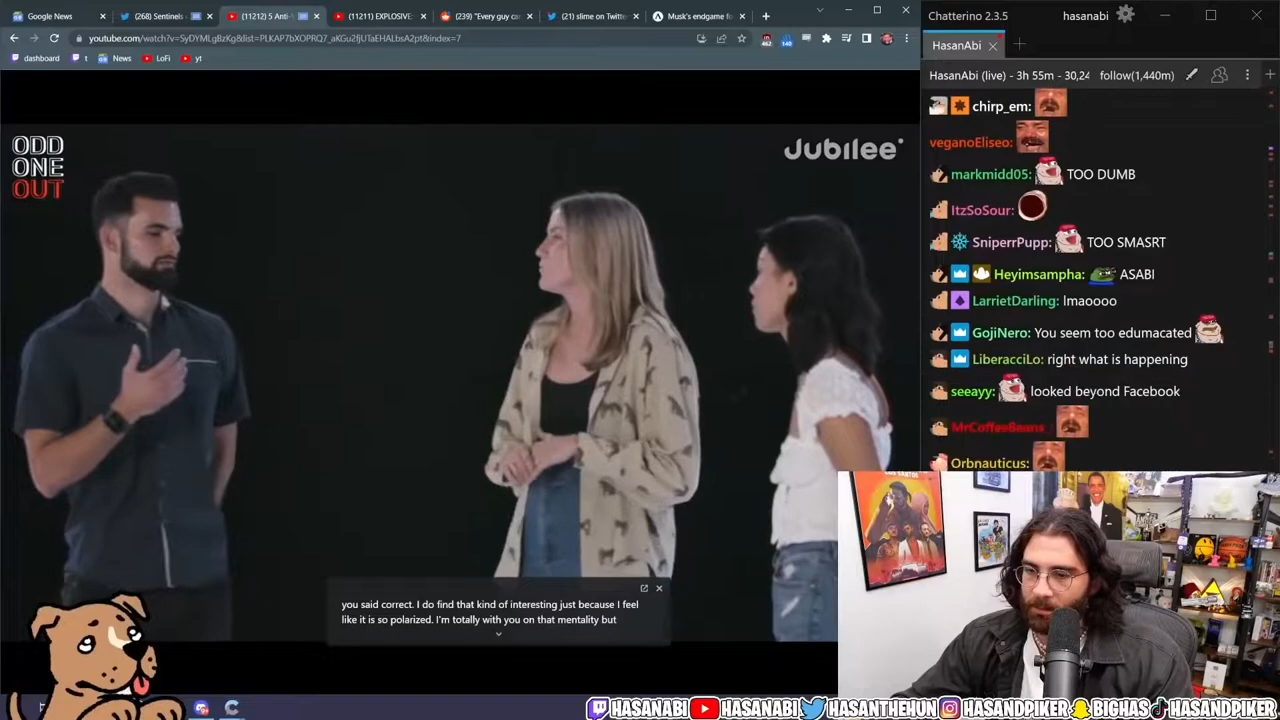 Google News
(268) Sentinels
(11212) 5 Anti-
(11211) EXPLOSIVE
(239) "Every guy can
(21) slime on Twitter
Musk's endgame fo
youtube.com/watch?v=SyDYMLgBzKg&list=PLKAP7bXOPRQ7_aKGu2fjUTaEHALbsA2pt&index=7
462
140
dashboard
t
News
LoFi
yt
ODD
ONE
OUT
Jubilee
you said correct. I do find that kind of interesting just because I feel
like it is so polarized. I'm totally with you on that mentality but
Chatterino 2.3.5
hasanabi
HasanAbi
HasanAbi (live) - 3h 55m - 30,24
follow(1,440m)
chirp_em:
veganoEliseo:
markmidd05: TOO DUMB
ItzSoSour:
SniperrPupp: TOO SMASRT
Heyimsampha: ASABI
LarrietDarling: lmaoooo
GojiNero: You seem too edumacated
LiberacciLo: right what is happening
seeayy: looked beyond Facebook
MrCoffeeBeans
Orbnauticus:
HASANABI HASANABI HASANTHEHUN HASANDPIKER BIGHAS HASANDPIKER